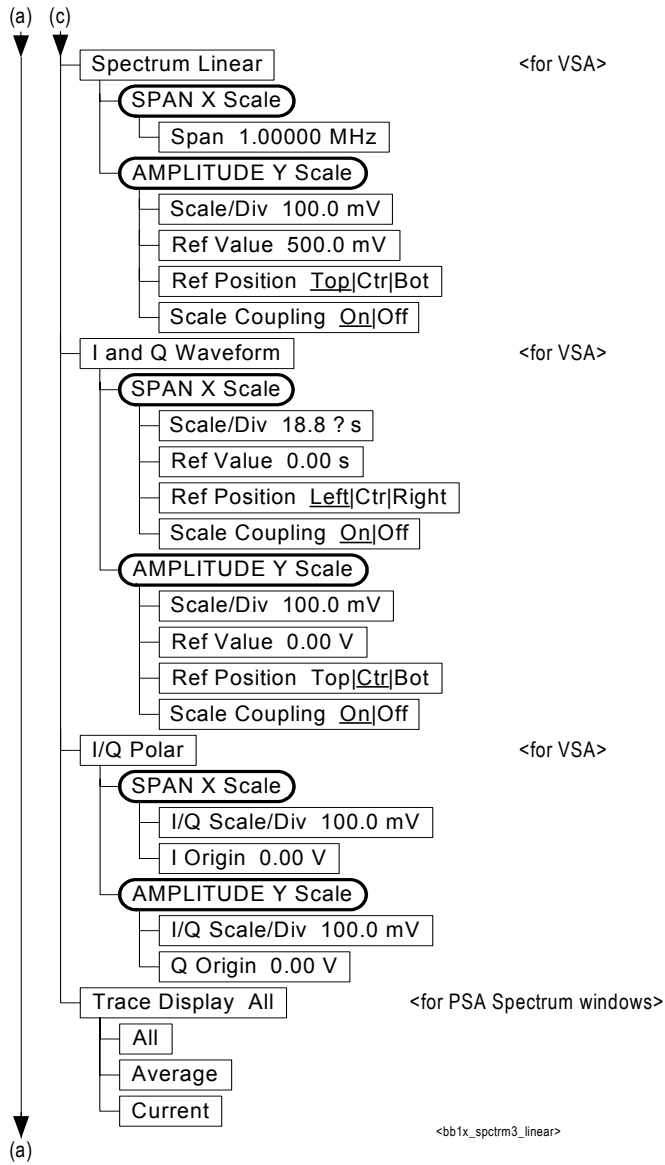 (a) (c)
Spectrum Linear <for VSA>
SPAN X Scale
Span 1.00000 MHz
AMPLITUDE Y Scale
Scale/Div 100.0 mV
Ref Value 500.0 mV
Ref Position Top|Ctr|Bot
Scale Coupling On|Off
I and Q Waveform <for VSA>
SPAN X Scale
Scale/Div 18.8 ? s
Ref Value 0.00 s
Ref Position Left|Ctr|Right
Scale Coupling On|Off
AMPLITUDE Y Scale
Scale/Div 100.0 mV
Ref Value 0.00 V
Ref Position Top|Ctr|Bot
Scale Coupling On|Off
I/Q Polar <for VSA>
SPAN X Scale
I/Q Scale/Div 100.0 mV
I Origin 0.00 V
AMPLITUDE Y Scale
I/Q Scale/Div 100.0 mV
Q Origin 0.00 V
Trace Display All <for PSA Spectrum windows>
All
Average
Current
<bb1x_spctrm3_linear>
(a)